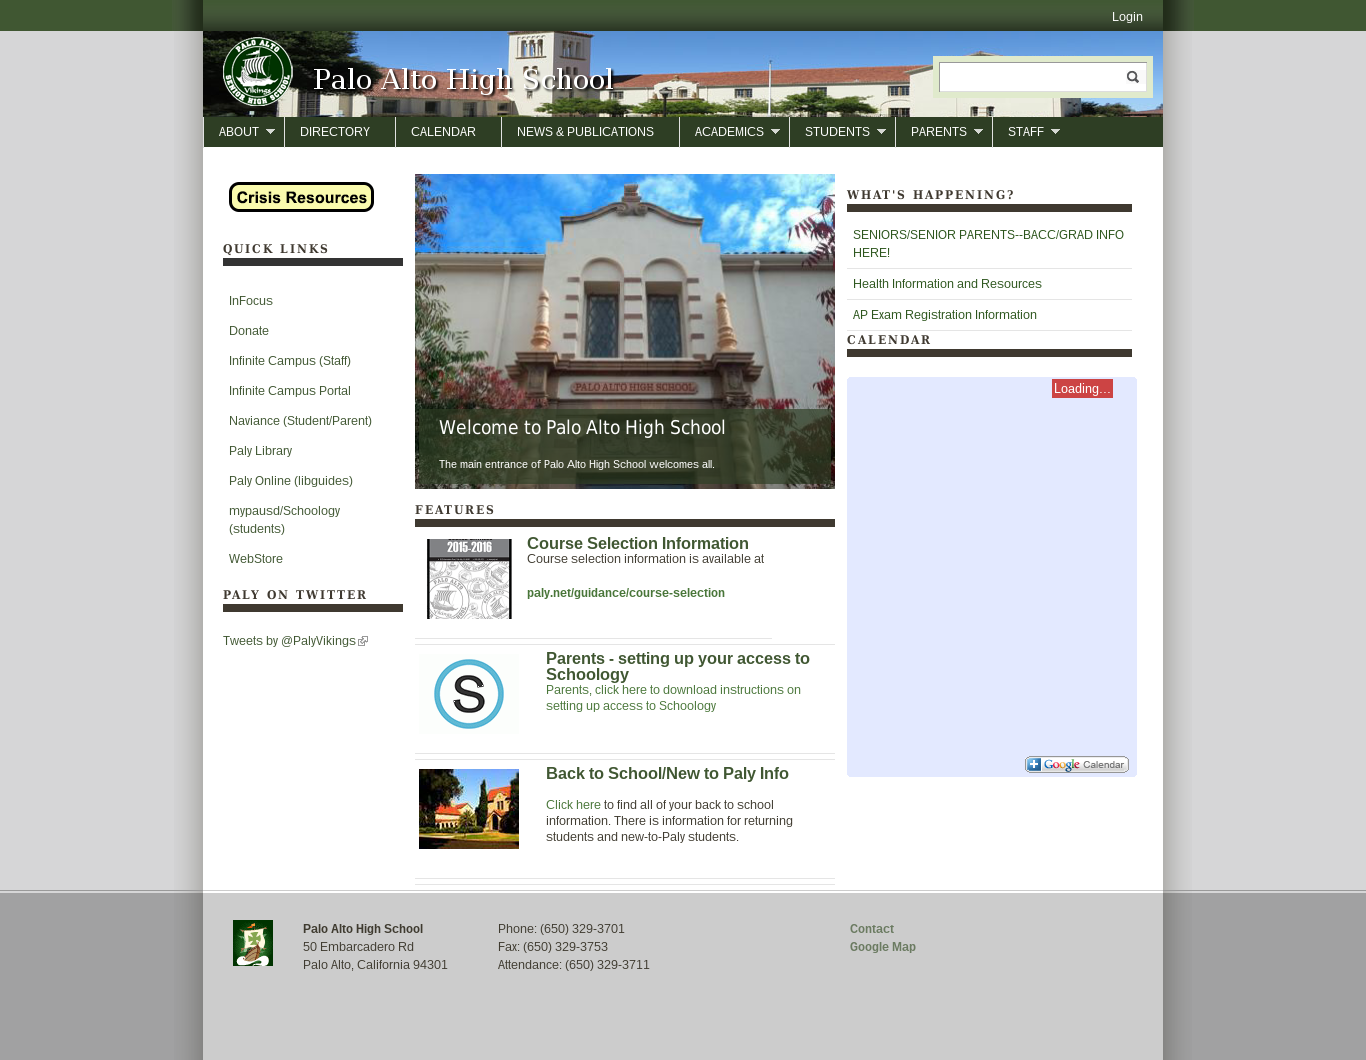 Login
PALO ALTO
Vikings
SENIOR HIGH SCHOOL
Palo Alto High School
ABOUT
DIRECTORY
CALENDAR
NEWS & PUBLICATIONS
ACADEMICS
STUDENTS
PARENTS
STAFF
Crisis Resources
QUICK LINKS
InFocus
Donate
Infinite Campus (Staff)
Infinite Campus Portal
Naviance (Student/Parent)
Paly Library
Paly Online (libguides)
mypausd/Schoology
(students)
WebStore
PALY ON TWITTER
Tweets by @PalyVikings
PALO ALTO HIGH SCHOOL
Welcome to Palo Alto High School
The main entrance of Palo Alto High School welcomes all.
FEATURES
2015-2016
Course Selection Information
Course selection information is available at
paly.net/guidance/course-selection
S
Parents - setting up your access to
Schoology
Parents, click here to download instructions on
setting up access to Schoology
Back to School/New to Paly Info
Click here to find all of your back to school
information. There is information for returning
students and new-to-Paly students.
WHAT'S HAPPENING?
SENIORS/SENIOR PARENTS--BACC/GRAD INFO
HERE!
Health Information and Resources
AP Exam Registration Information
CALENDAR
Loading...
Google Calendar
Palo Alto High School
50 Embarcadero Rd
Palo Alto, California 94301
Phone: (650) 329-3701
Fax: (650) 329-3753
Attendance: (650) 329-3711
Contact
Google Map